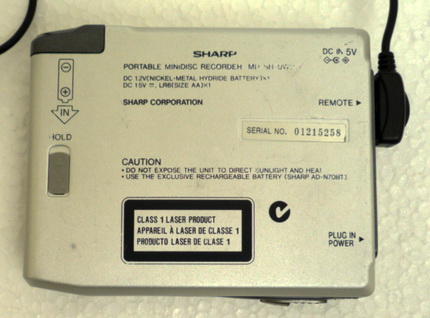 SHARP
PORTABLE MINIDISC RECORDER
DC IN 5V
DC 1.2V(NICKEL-METAL HYDRIDE BATTERY)×1
DC 1.5V, LR6(SIZE AA)×1
IN
SHARP CORPORATION
REMOTE
SERIAL NO. 01215258
HOLD
CAUTION
• DO NOT EXPOSE THE UNIT TO DIRECT SUNLIGHT AND HEAT
• USE THE EXCLUSIVE RECHARGEABLE BATTERY (SHARP AD-N70BT)
CLASS 1 LASER PRODUCT
APPAREIL À LASER DE CLASSE 1
PRODUCTO LASER DE CLASE 1
PLUG IN
POWER